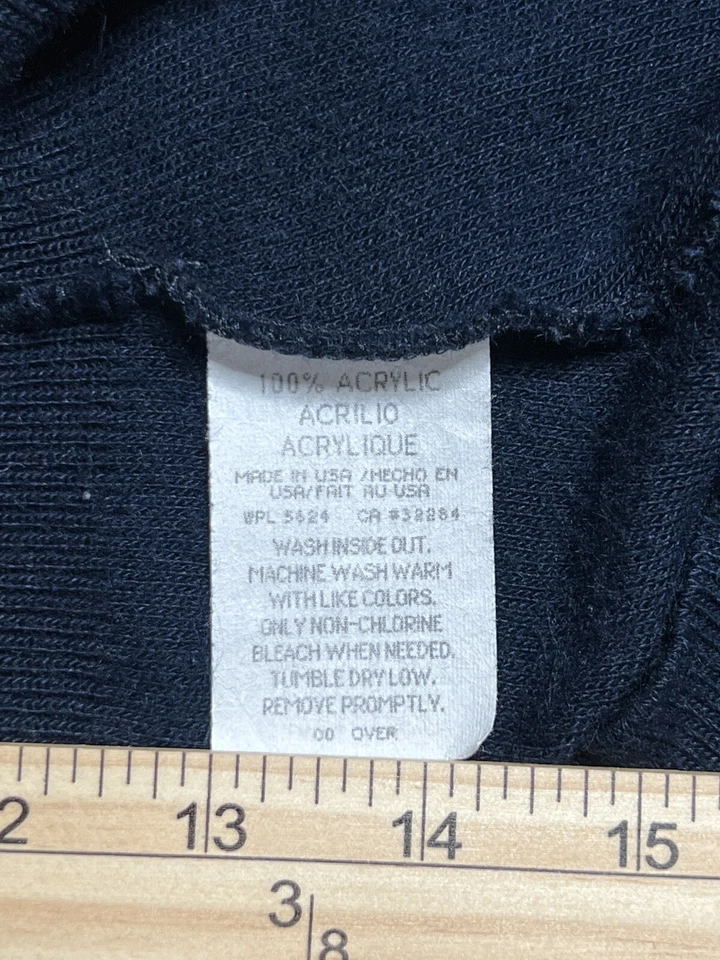 100% ACRYLIC
ACRILIO
ACRYLIQUE
MADE IN USA /HECHO EN
USA/FAIT AU USA
WPL 5424 CA #32284
WASH INSIDE OUT.
MACHINE WASH WARM
WITH LIKE COLORS.
ONLY NON-CHLORINE
BLEACH WHEN NEEDED.
TUMBLE DRY LOW.
REMOVE PROMPTLY.
00 OVER
2 13 14 15
3
8